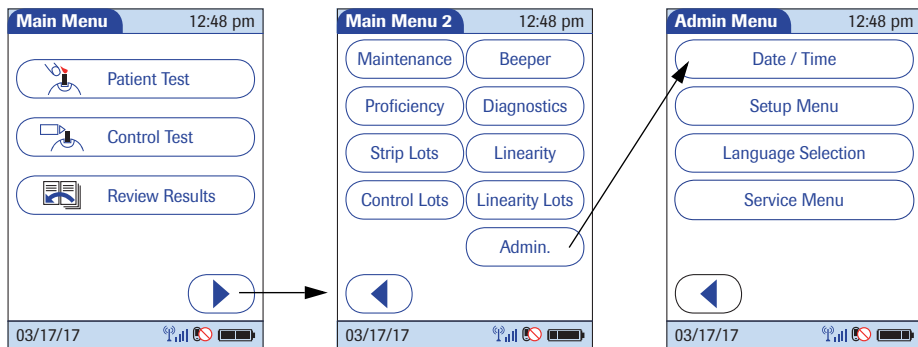 Main Menu 12:48 pm
Patient Test
Control Test
Review Results
03/17/17
Main Menu 2 12:48 pm
Maintenance Beeper
Proficiency Diagnostics
Strip Lots Linearity
Control Lots Linearity Lots
Admin.
03/17/17
Admin Menu 12:48 pm
Date / Time
Setup Menu
Language Selection
Service Menu
03/17/17